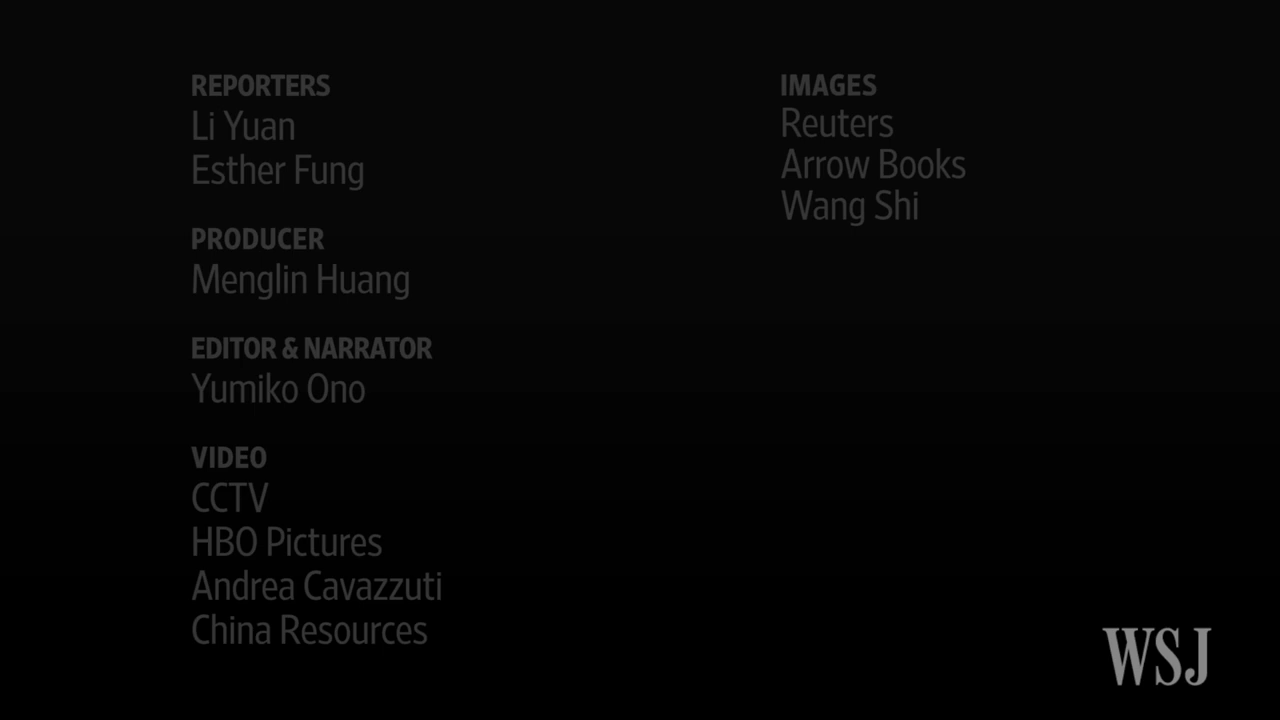 REPORTERS
Li Yuan
Esther Fung
PRODUCER
Menglin Huang
EDITOR & NARRATOR
Yumiko Ono
VIDEO
CCTV
HBO Pictures
Andrea Cavazzuti
China Resources
IMAGES
Reuters
Arrow Books
Wang Shi
WSJ